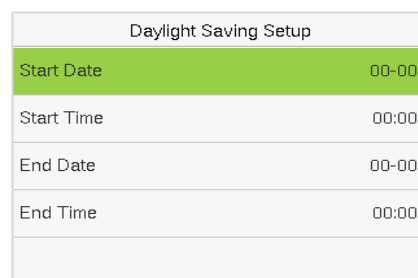 Daylight Saving Setup
Start Date 00-00
Start Time 00:00
End Date 00-00
End Time 00:00